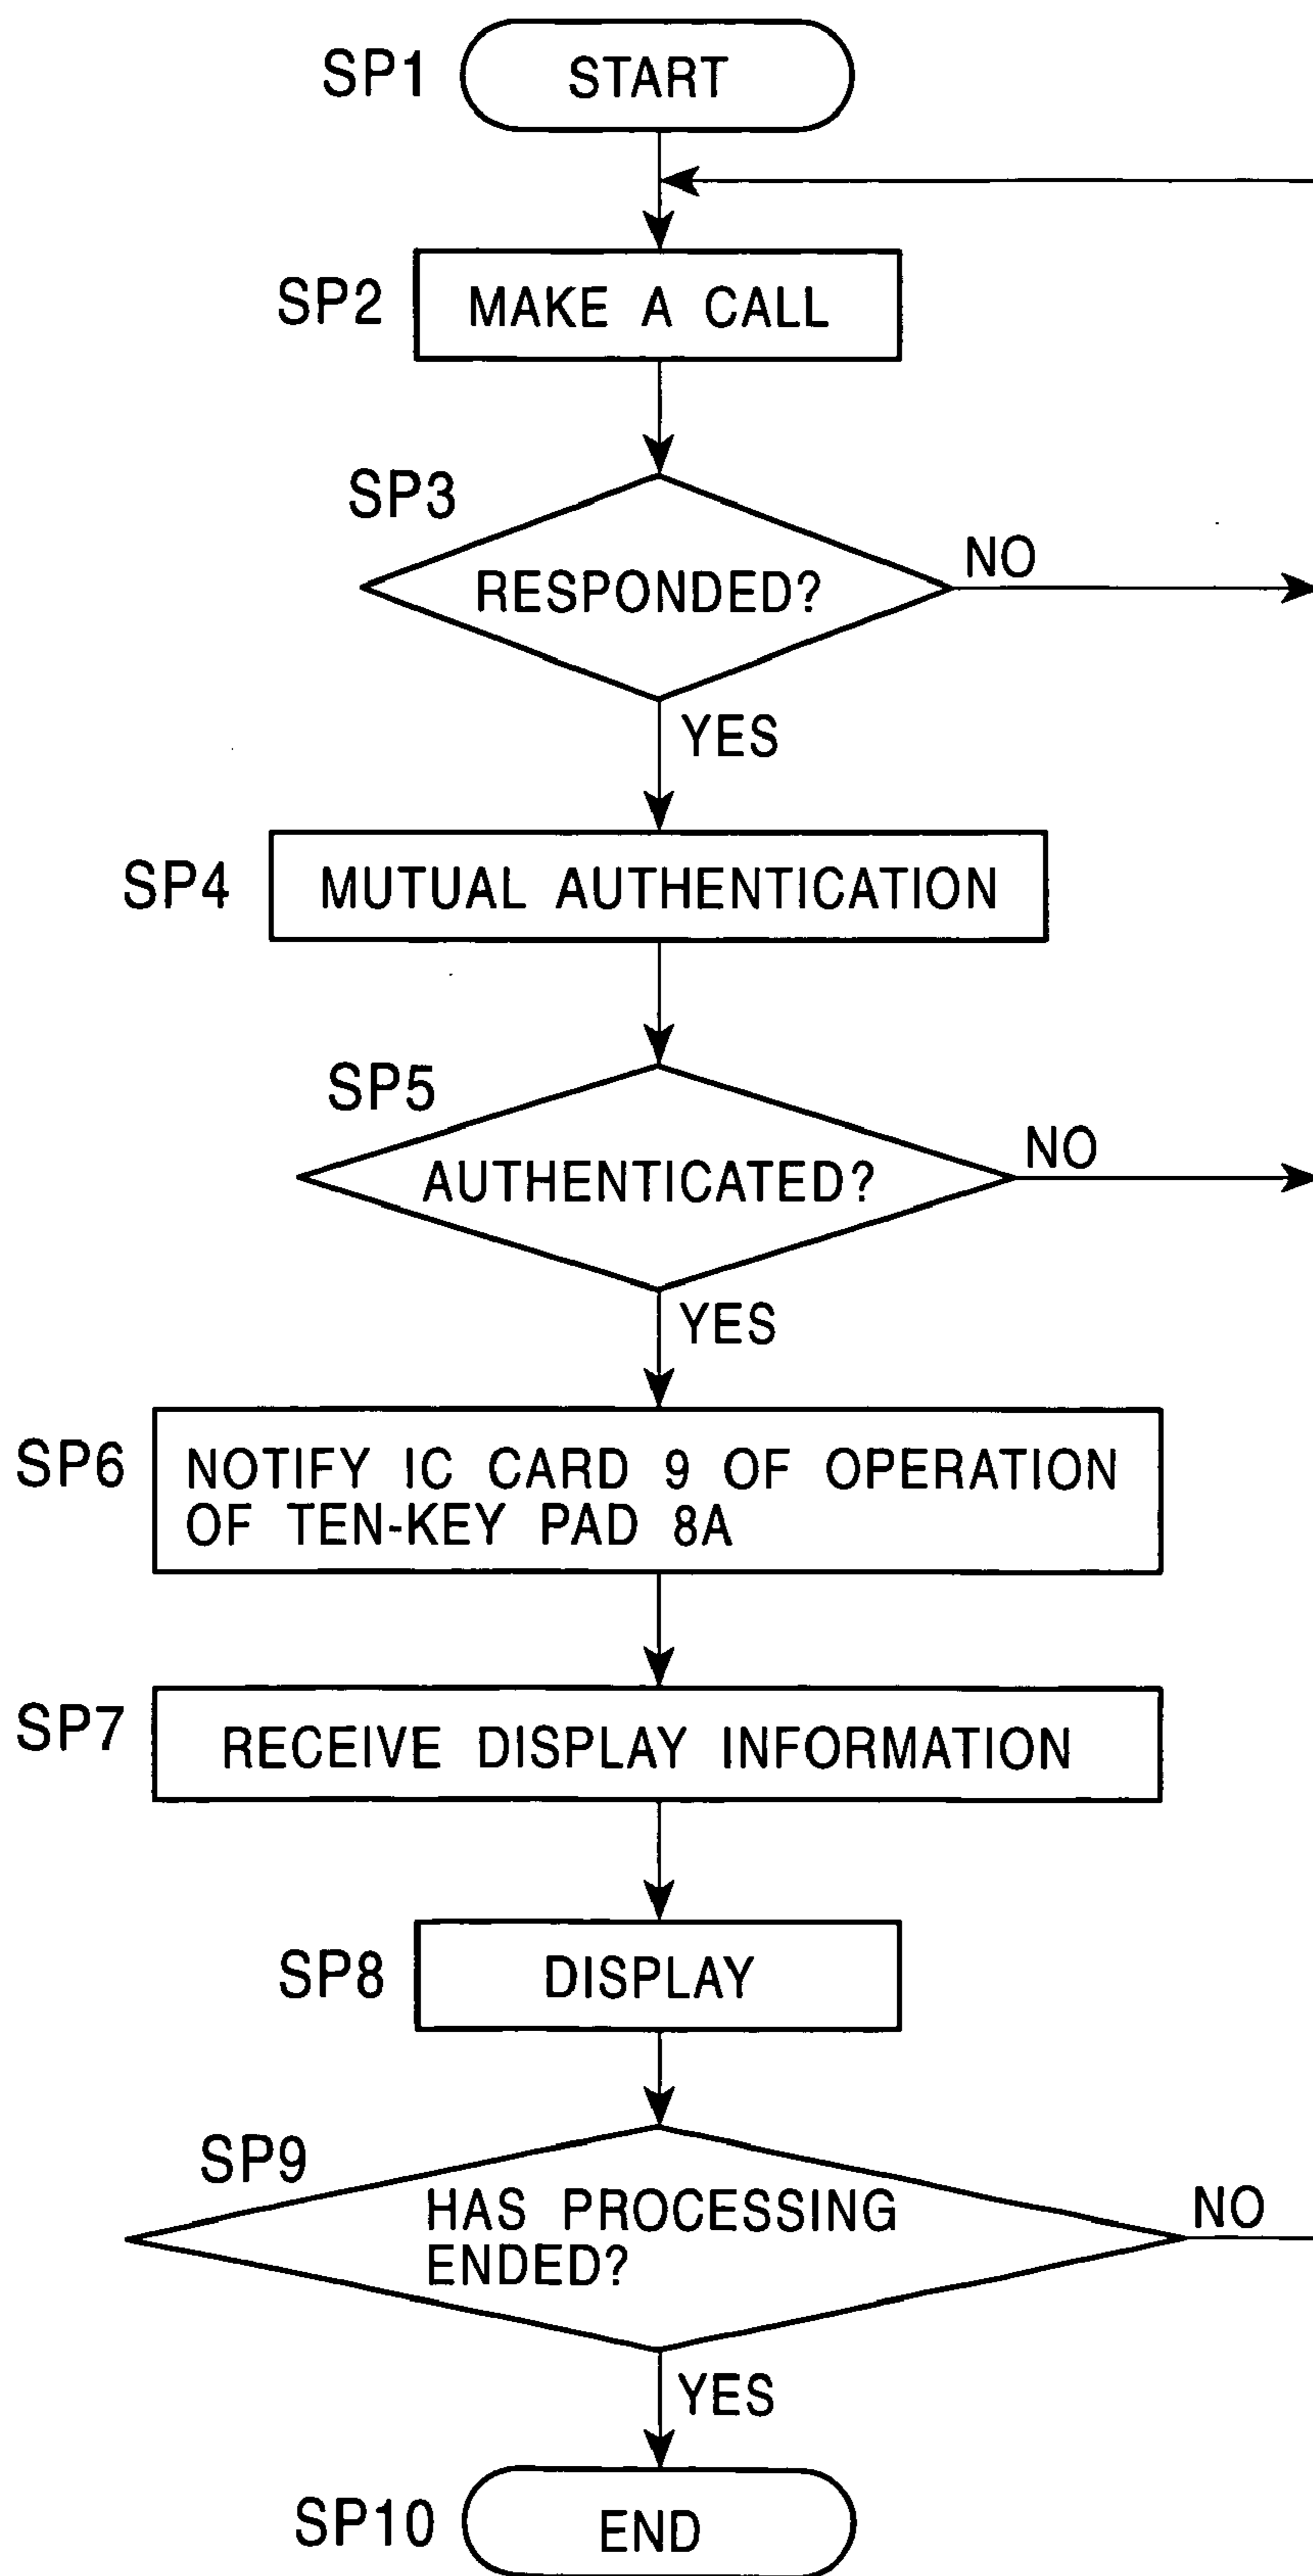 SP1 START
SP2 MAKE A CALL
SP3
RESPONDED?
NO
YES
SP4 MUTUAL AUTHENTICATION
SP5
AUTHENTICATED?
NO
YES
SP6 NOTIFY IC CARD 9 OF OPERATION
OF TEN-KEY PAD 8A
SP7 RECEIVE DISPLAY INFORMATION
SP8 DISPLAY
SP9
HAS PROCESSING
ENDED?
NO
YES
SP10 END